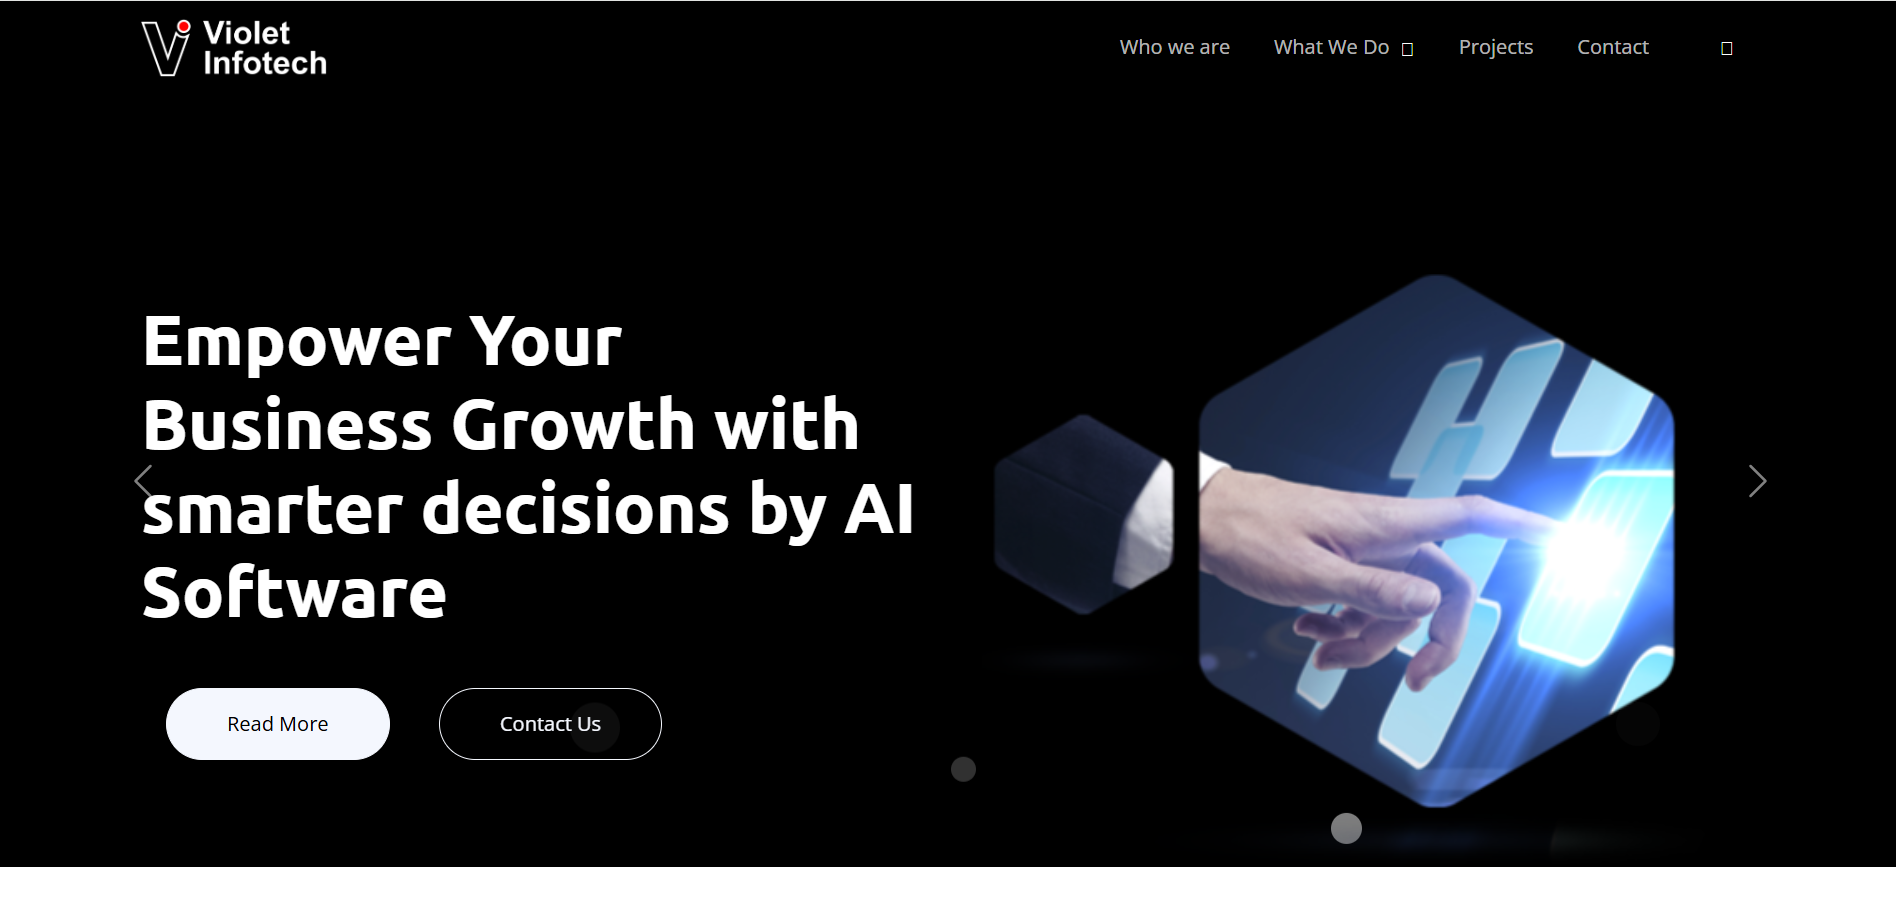 Violet
Infotech
Who we are
What We Do
Projects
Contact
Empower Your
Business Growth with
smarter decisions by AI
Software
Read More
Contact Us